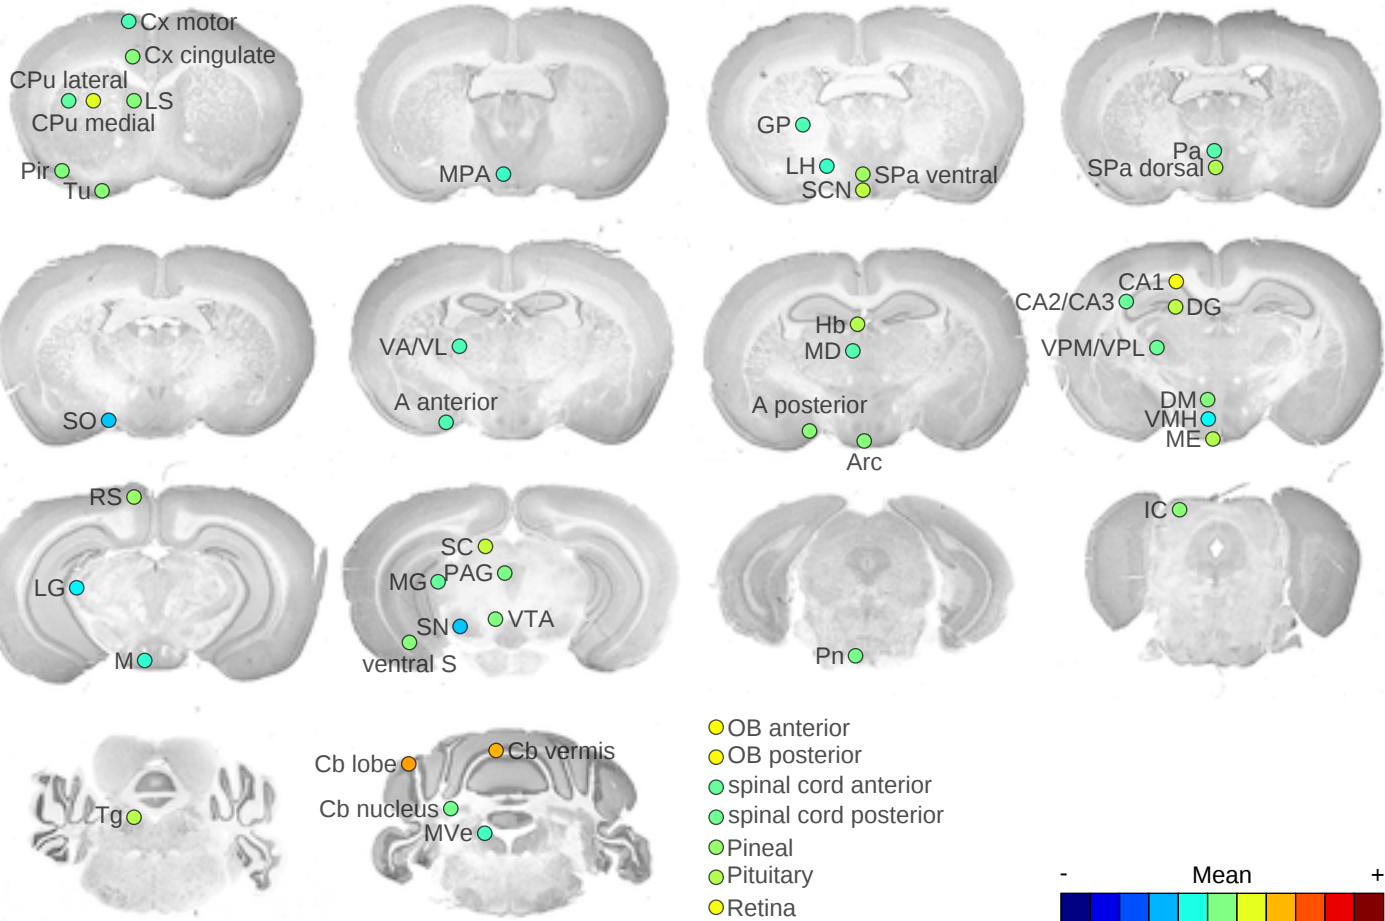 Cx motor
Cx cingulate
CPu lateral
LS
CPu medial
Pir
Tu
MPA
GP
LH
SPa ventral
SCN
Pa
SPa dorsal
SO
VA/VL
A anterior
Hb
MD
A posterior
Arc
CA1
CA2/CA3
DG
VPM/VPL
DM
VMH
ME
RS
LG
M
SC
MG
PAG
SN
VTA
ventral S
Pn
IC
Tg
Cb lobe
Cb vermis
Cb nucleus
MVe
OB anterior
OB posterior
spinal cord anterior
spinal cord posterior
Pineal
Pituitary
Retina
- Mean +